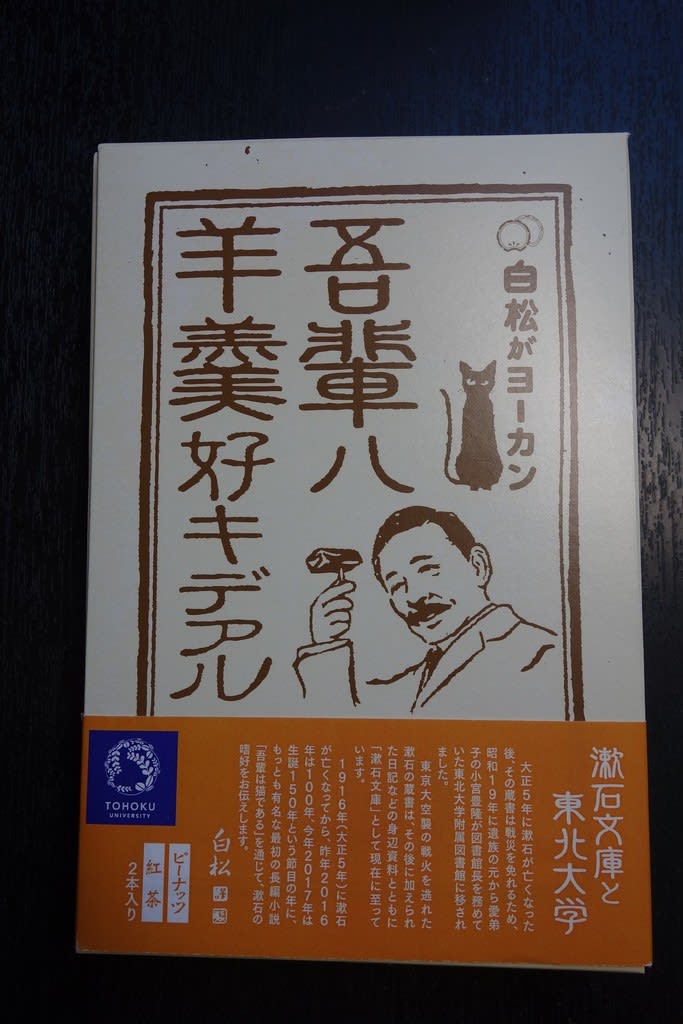 白松がヨーカン
吾輩ハ
羊羹好キデアル
漱石文庫と
東北大学
大正5年に漱石が亡くなった
後、その蔵書は戦災を免れるため、
昭和19年に遺族の元から愛弟
子の小宮豊隆が図書館長を務めて
いた東北大学附属図書館に移され
ました。
東京大空襲の戦火を逃れた
漱石の蔵書は、その後に加えられ
た日記などの身辺資料とともに
「漱石文庫」として現在に至って
います。
1916年(大正5年)に漱石
が亡くなってから、昨年2016
年は100年、今年2017年は
生誕150年という節目の年に、
もっとも有名な最初の長編小説
「吾輩は猫である」を通じて、漱石の
嗜好をお伝えします。
白松
TOHOKU
UNIVERSITY
ピーナッツ
紅茶
2本入り